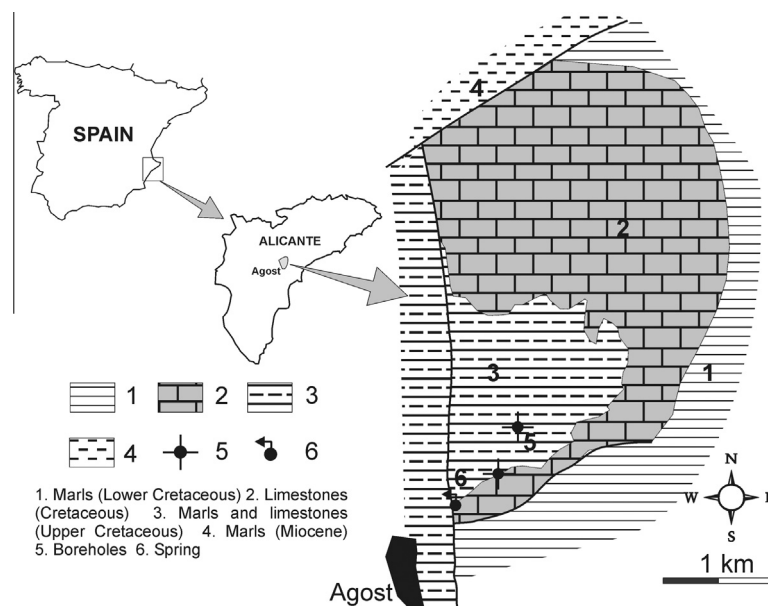 SPAIN
ALICANTE
Agost
4
2
1
3
5
6
1 2 3
4 5 6
1. Marls (Lower Cretaceous) 2. Limestones
(Cretaceous) 3. Marls and limestones
(Upper Cretaceous) 4. Marls (Miocene)
5. Boreholes 6. Spring
N
W E
S
1 km
Agost